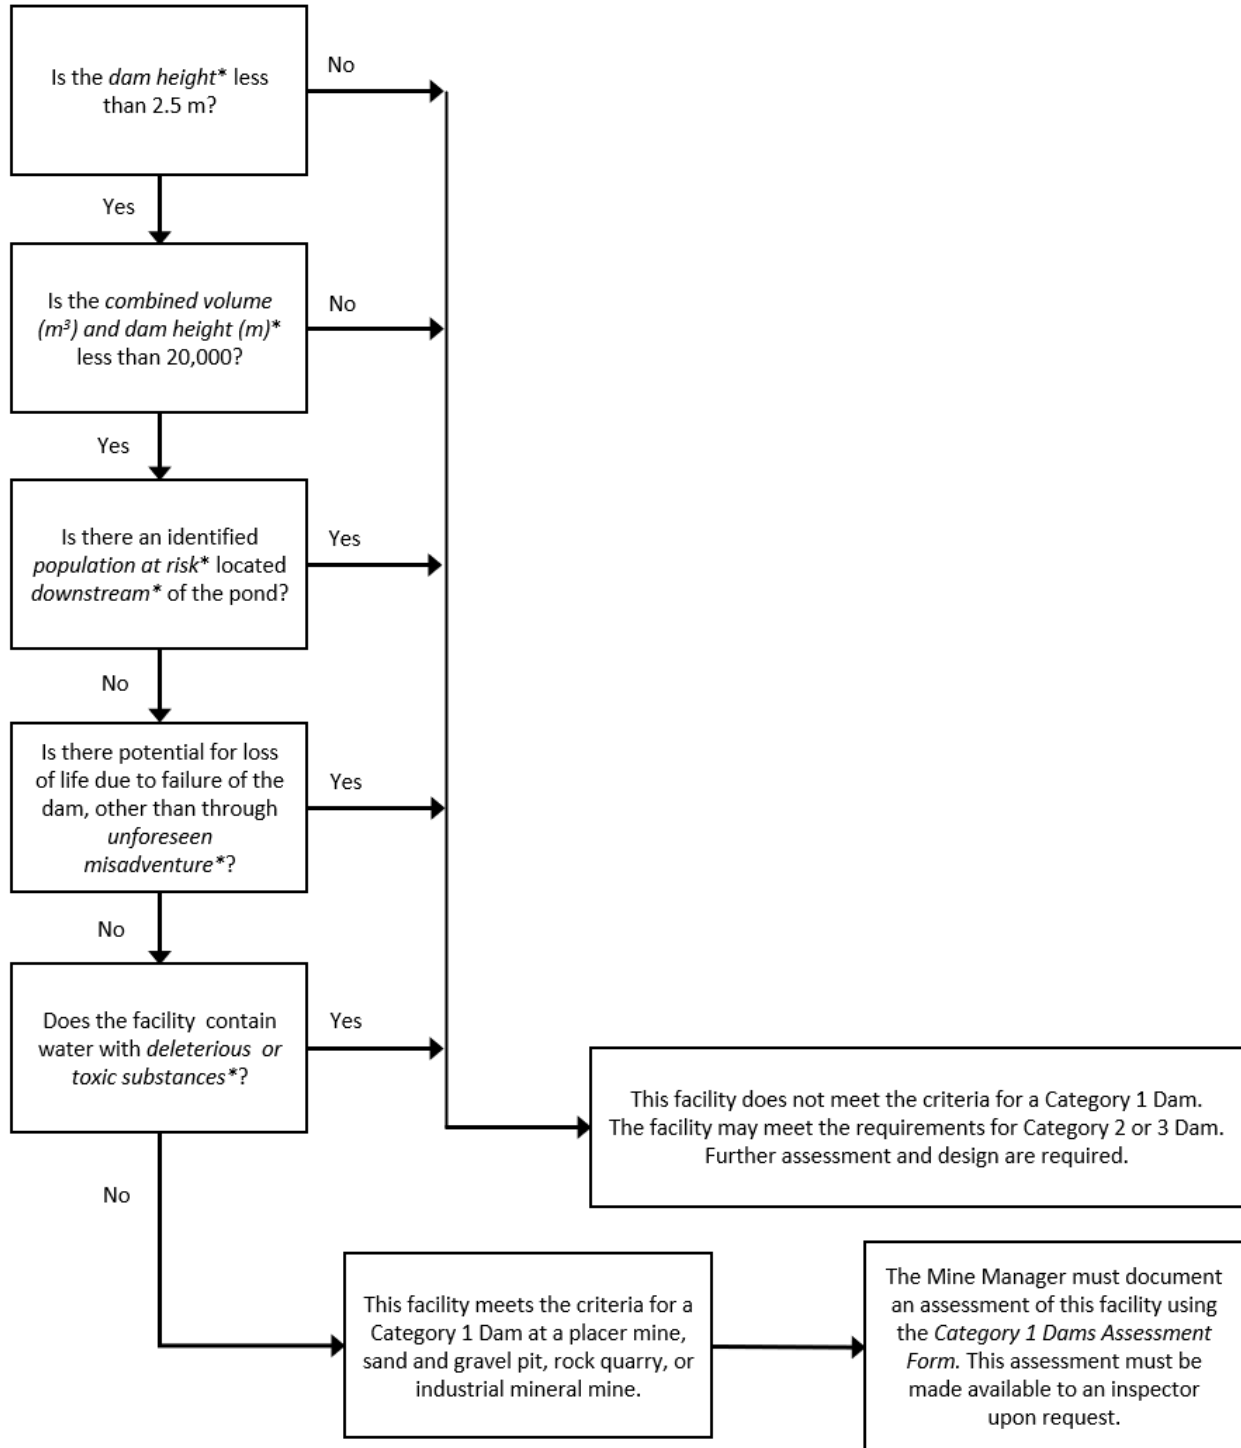 Is the dam height* less
than 2.5 m?
No
Yes
Is the combined volume
(m³) and dam height (m)*
less than 20,000?
No
Yes
Is there an identified
population at risk* located
downstream* of the pond?
Yes
No
Is there potential for loss
of life due to failure of the
dam, other than through
unforeseen
misadventure*?
Yes
No
Does the facility contain
water with deleterious or
toxic substances*?
Yes
No
This facility does not meet the criteria for a Category 1 Dam.
The facility may meet the requirements for Category 2 or 3 Dam.
Further assessment and design are required.
This facility meets the criteria for a
Category 1 Dam at a placer mine,
sand and gravel pit, rock quarry, or
industrial mineral mine.
The Mine Manager must document
an assessment of this facility using
the Category 1 Dams Assessment
Form. This assessment must be
made available to an inspector
upon request.